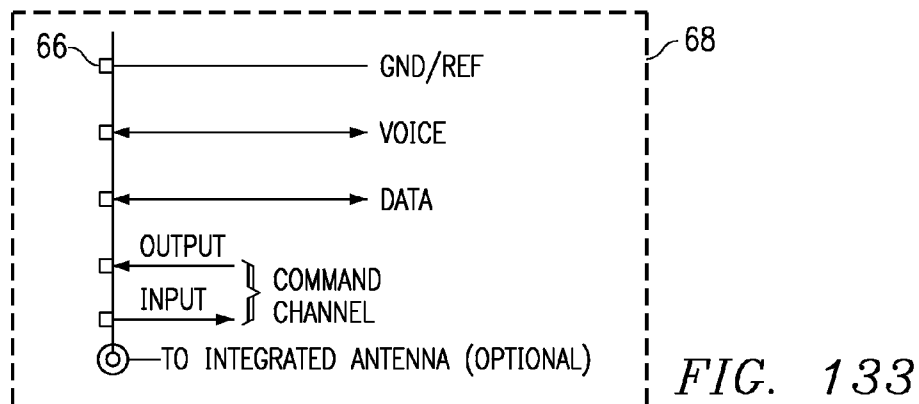 66
GND/REF
68
VOICE
DATA
OUTPUT
COMMAND
CHANNEL
INPUT
TO INTEGRATED ANTENNA (OPTIONAL)
FIG. 133